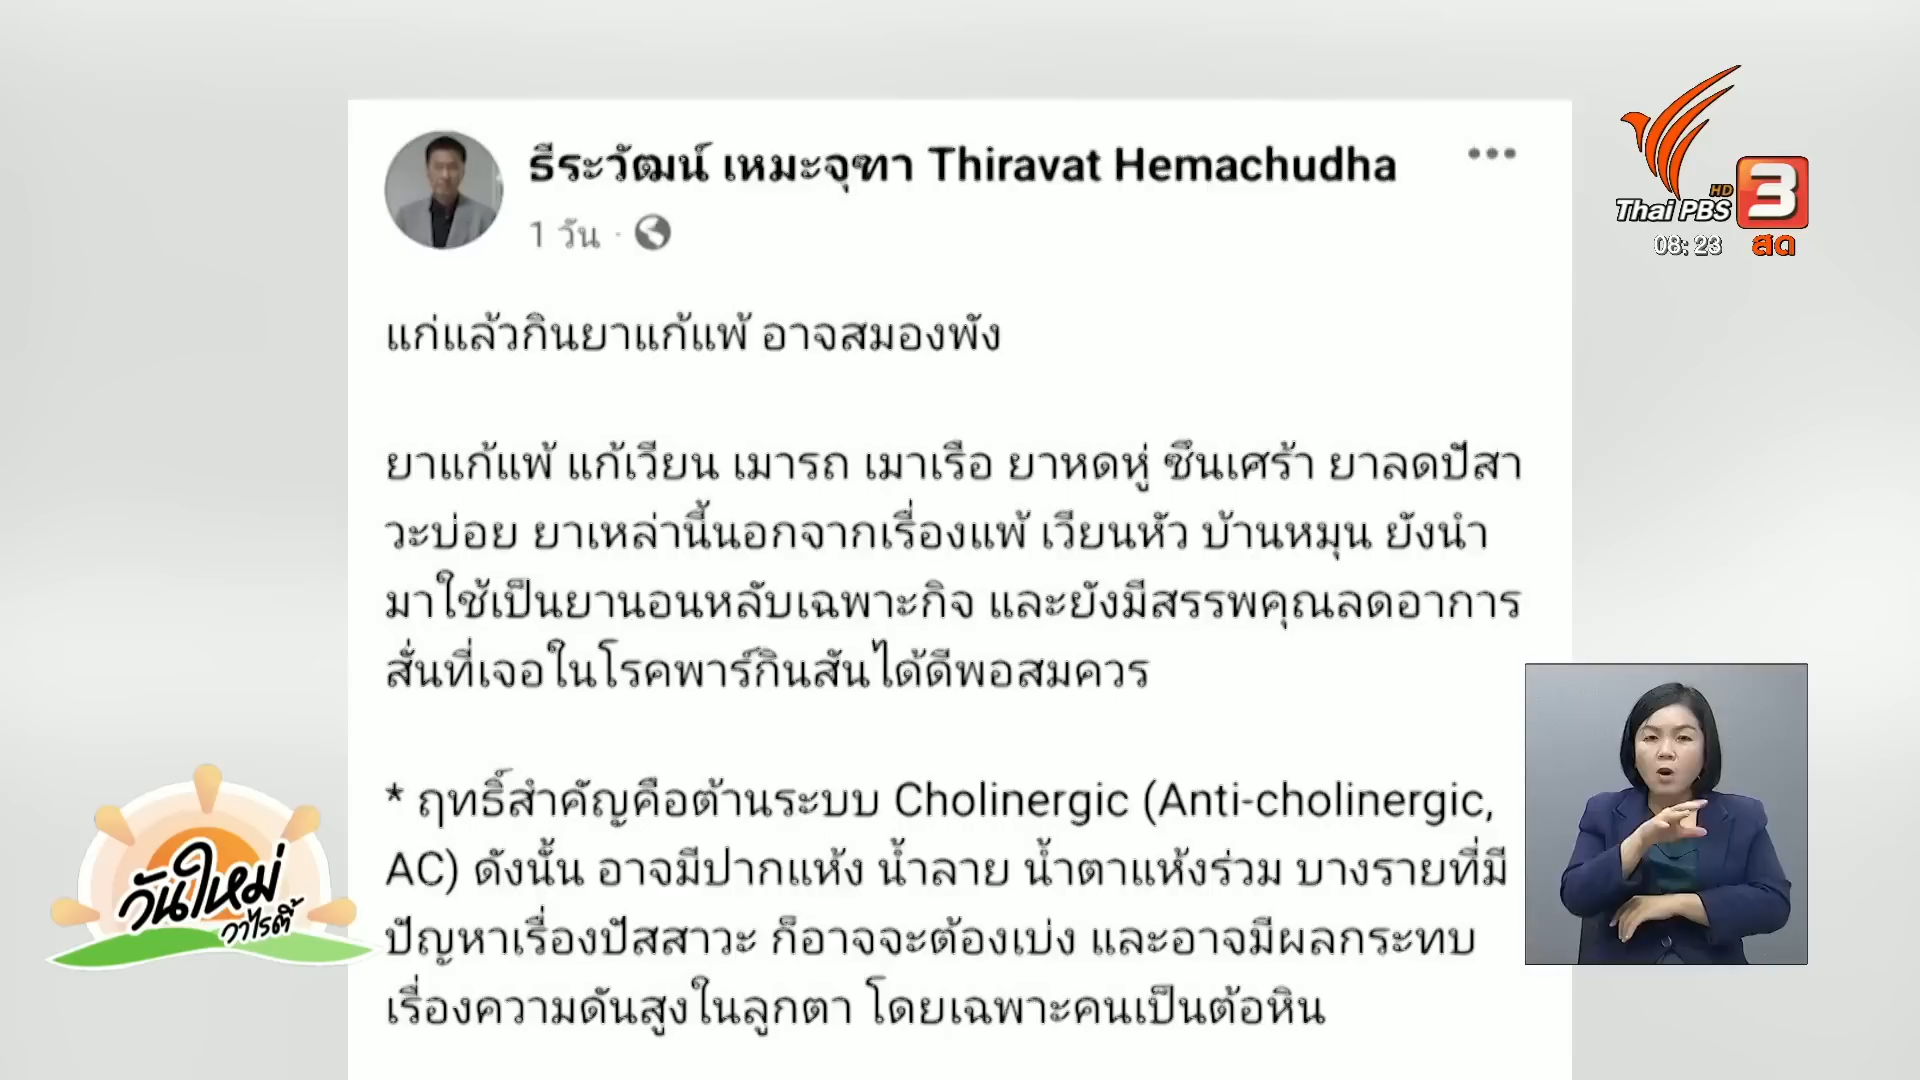 ธีระวัฒน์ เหมะจุฑา Thiravat Hemachudha
1 วัน ·
แก่แล้วกินยาแก้แพ้ อาจสมองพัง
ยาแก้แพ้ แก้เวียน เมารถ เมาเรือ ยาหดหู่ ซึมเศร้า ยาลดปัสา
วะบ่อย ยาเหล่านี้นอกจากเรื่องแพ้ เวียนหัว บ้านหมุน ยังนำ
มาใช้เป็นยานอนหลับเฉพาะกิจ และยังมีสรรพคุณลดอาการ
สั่นที่เจอในโรคพาร์กินสันได้ดีพอสมควร
* ฤทธิ์สำคัญคือต้านระบบ Cholinergic (Anti-cholinergic,
AC) ดังนั้น อาจมีปากแห้ง น้ำลาย น้ำตาแห้งร่วม บางรายที่มี
ปัญหาเรื่องปัสสาวะ ก็อาจจะต้องเบ่ง และอาจมีผลกระทบ
เรื่องความดันสูงในลูกตา โดยเฉพาะคนเป็นต้อหิน
HD
Thai PBS 3
08:23 สด
วันใหม่
วาไรตี้